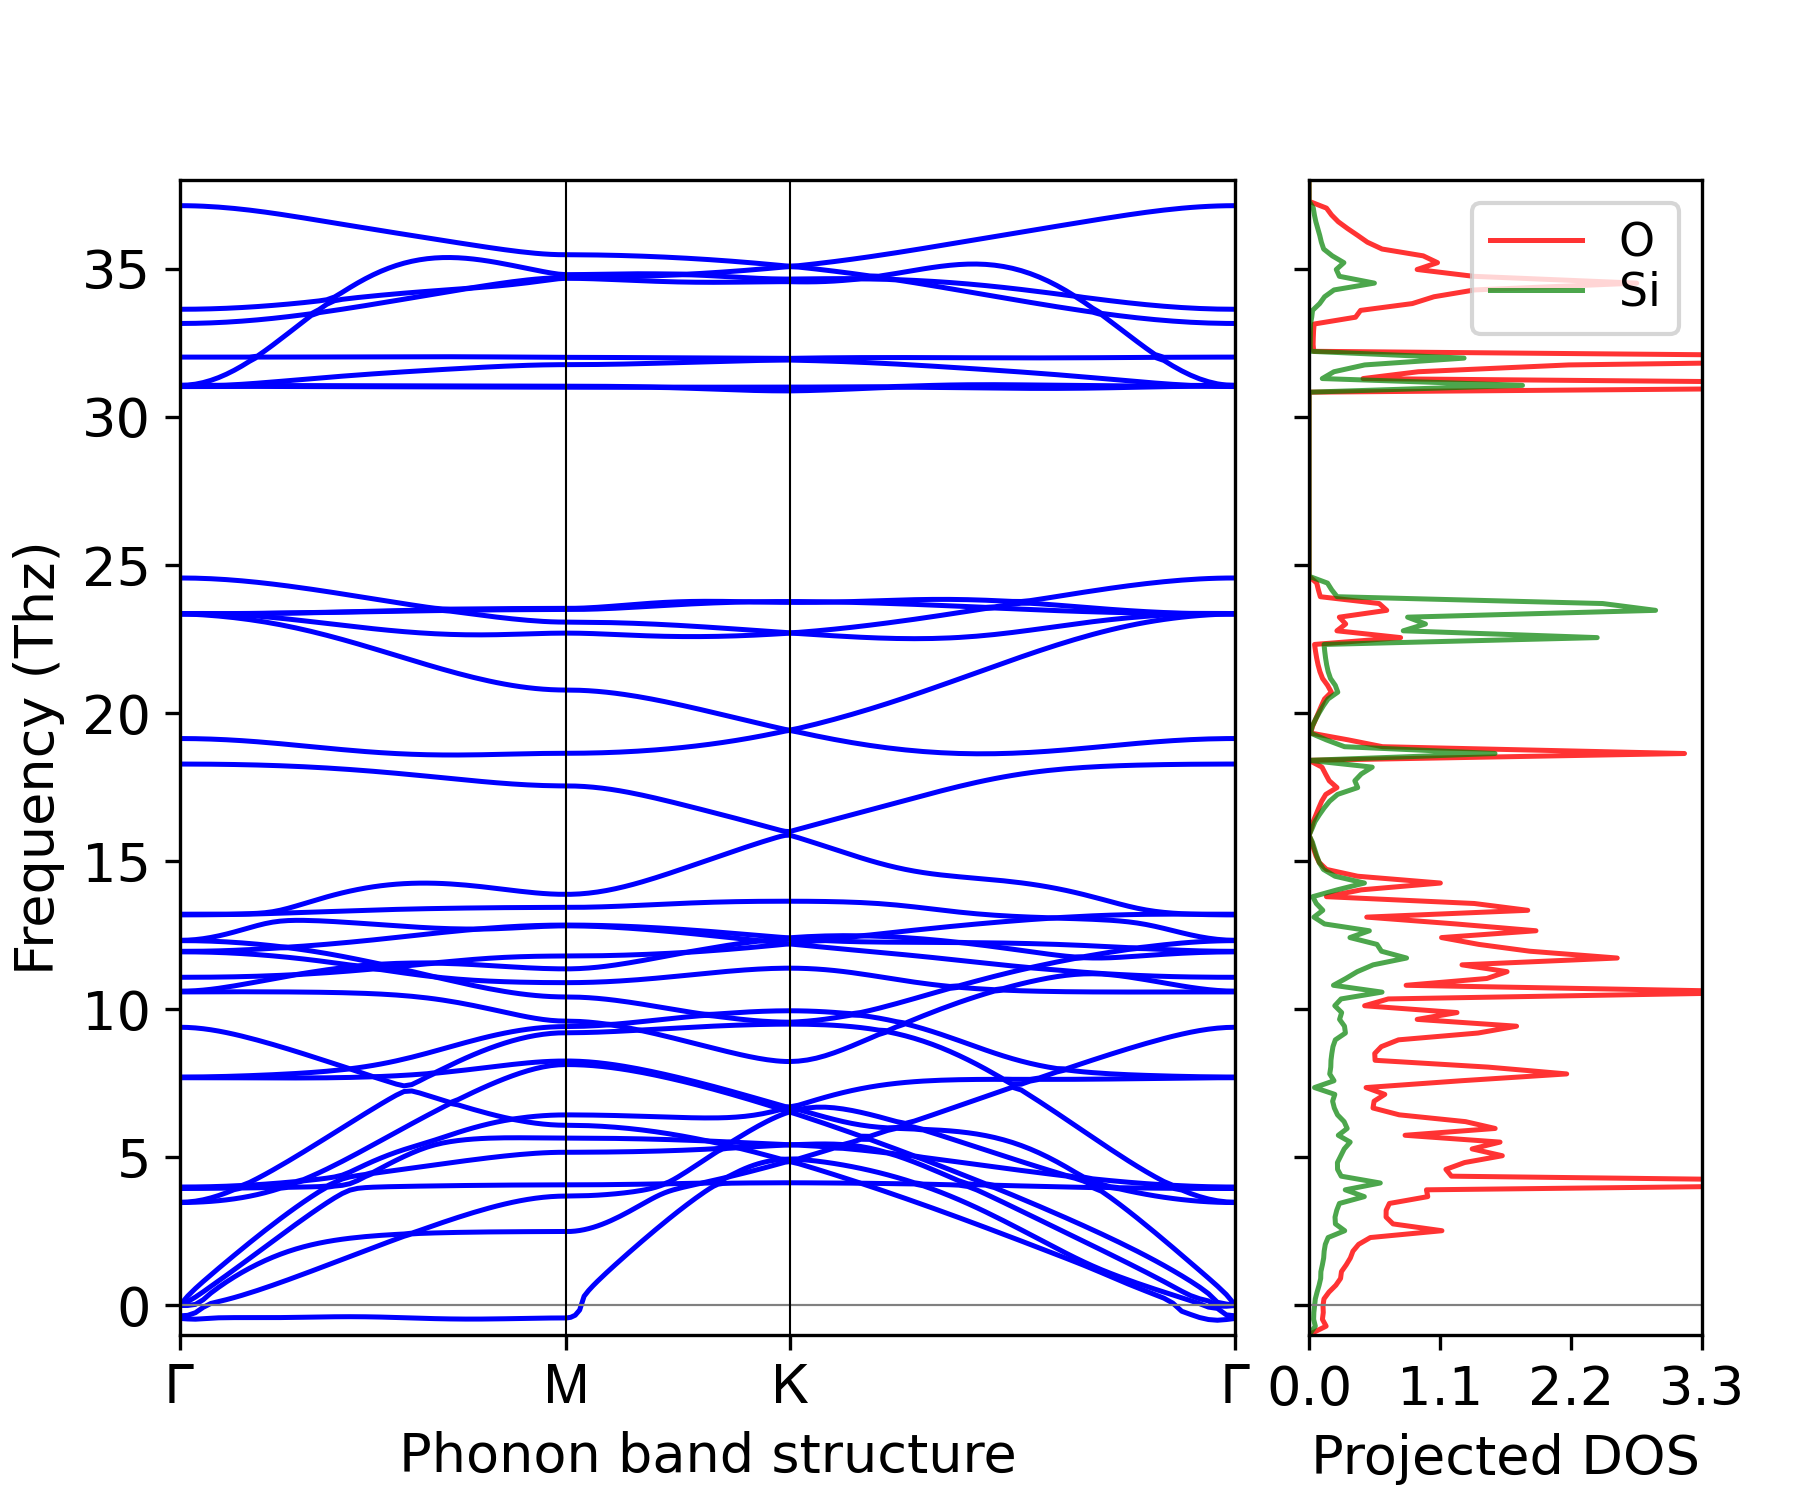 Frequency (Thz)
35
30
25
20
15
10
5
0
Γ M K Γ
Phonon band structure
O
Si
0.0 1.1 2.2 3.3
Projected DOS